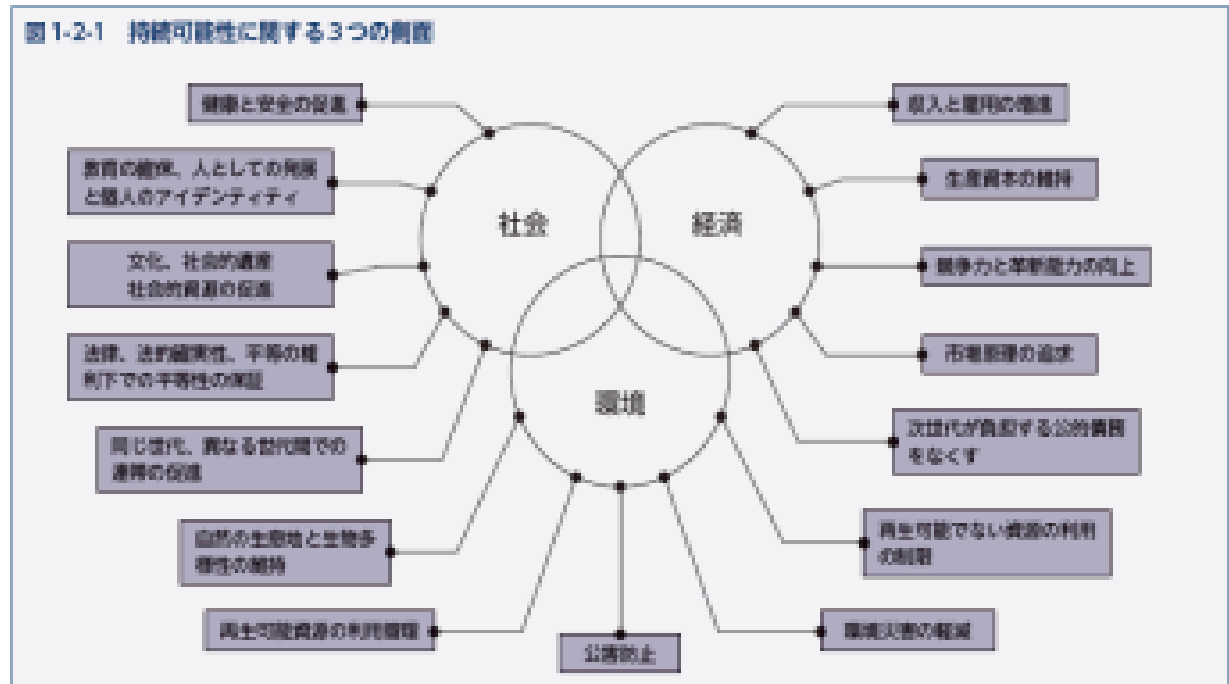 図1-2-1 持続可能性に関する3つの側面
健康と安全の促進
教育の確保、人としての発展
と個人のアイデンティティ
文化、社会的遺産
社会的資源の促進
法律、法的確実性、平等の権
利下での平等性の保証
同じ世代、異なる世代間での
連帯の促進
自然の生息地と生物多
様性の維持
再生可能資源の利用管理
公害防止
社会
経済
環境
収入と雇用の増進
生産資本の維持
競争力と革新能力の向上
市場原理の追求
次世代が負担する公的債務
をなくす
再生可能でない資源の利用
の制限
環境災害の軽減